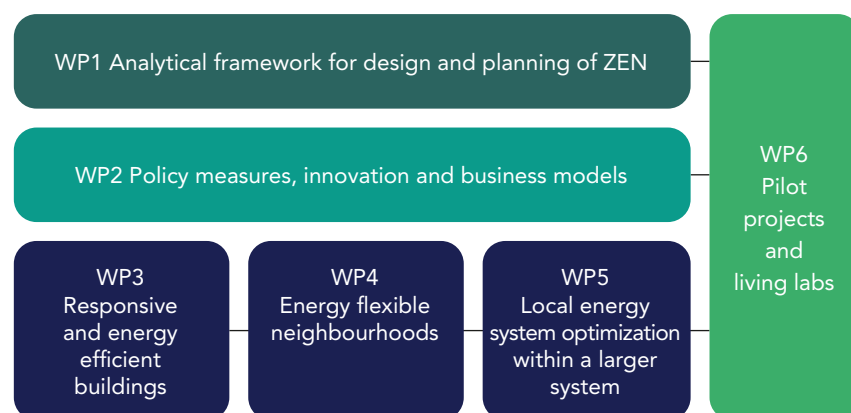 WP1 Analytical framework for design and planning of ZEN
WP2 Policy measures, innovation and business models
WP3
Responsive
and energy
efficient
buildings
WP4
Energy flexible
neighbourhoods
WP5
Local energy
system optimization
within a larger
system
WP6
Pilot
projects
and
living labs